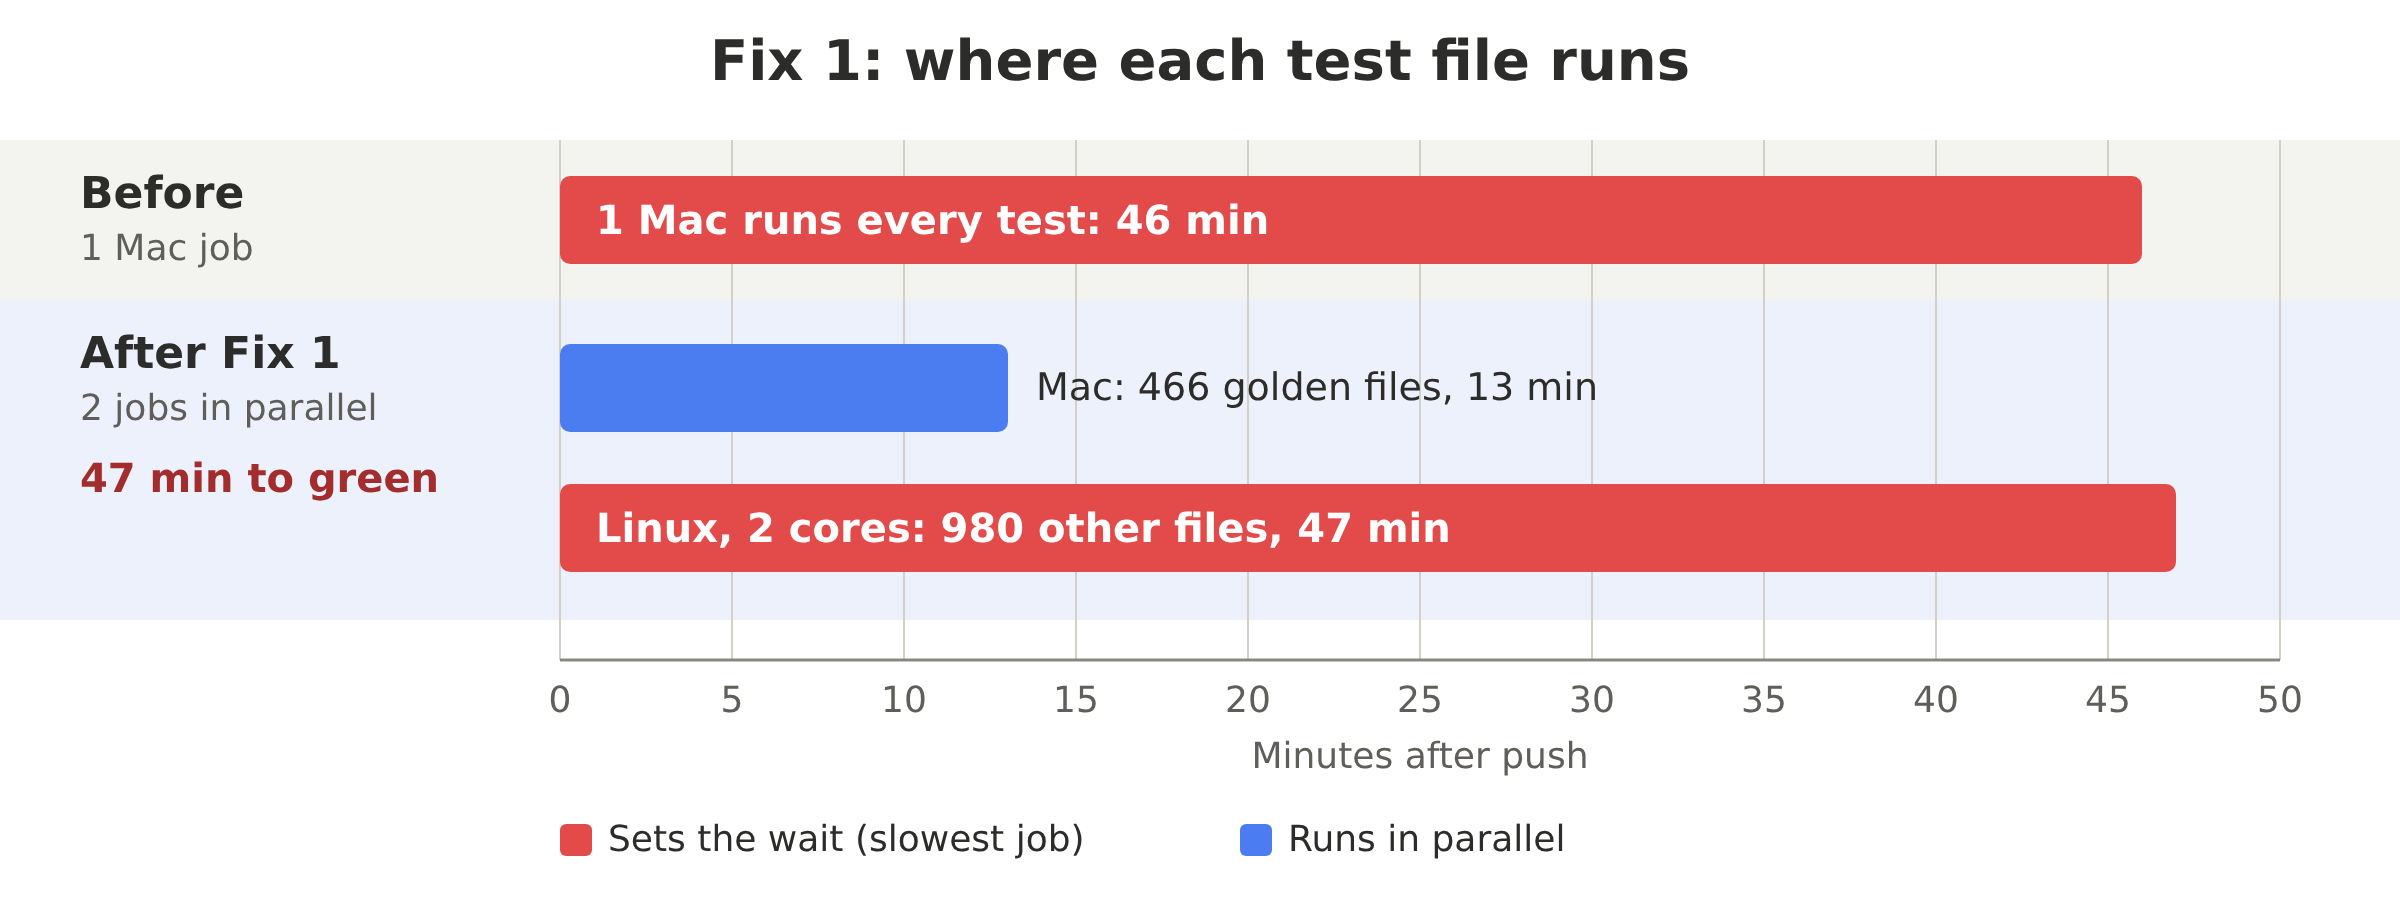 Fix 1: where each test file runs
Before
1 Mac job
1 Mac runs every test: 46 min
After Fix 1
2 jobs in parallel
47 min to green
Mac: 466 golden files, 13 min
Linux, 2 cores: 980 other files, 47 min
0 5 10 15 20 25 30 35 40 45 50
Minutes after push
Sets the wait (slowest job)
Runs in parallel